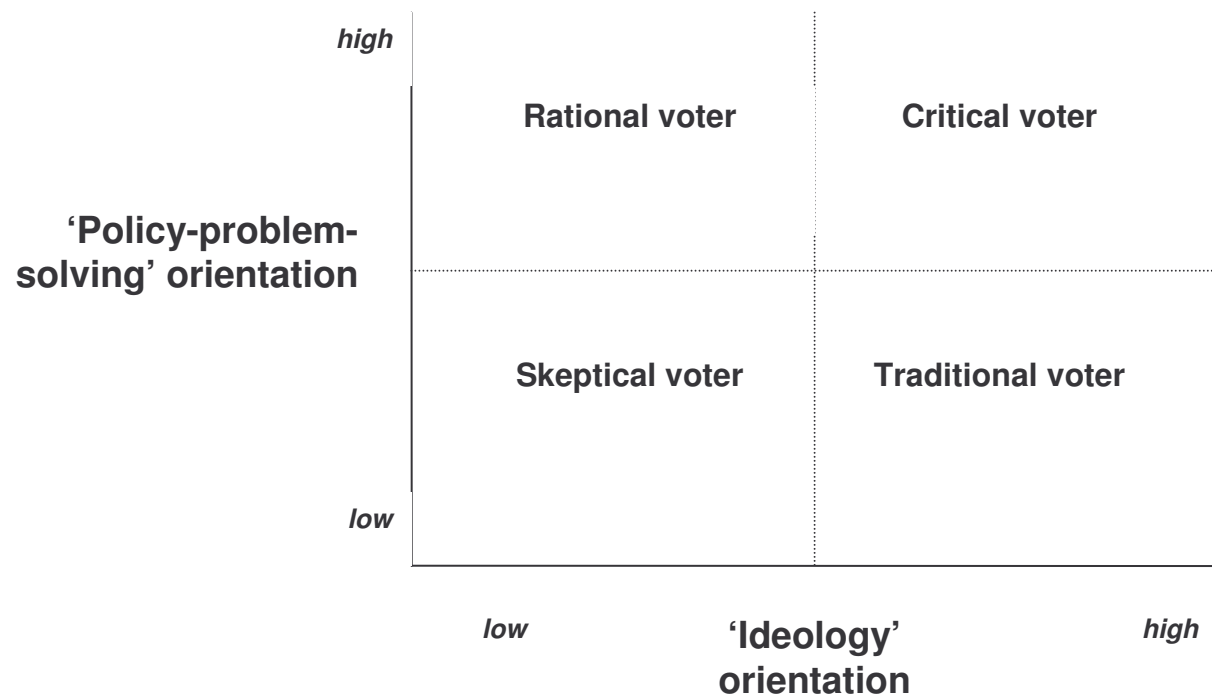 high
Rational voter
Critical voter
‘Policy-problem-
solving’ orientation
Skeptical voter
Traditional voter
low
low
‘Ideology’
orientation
high